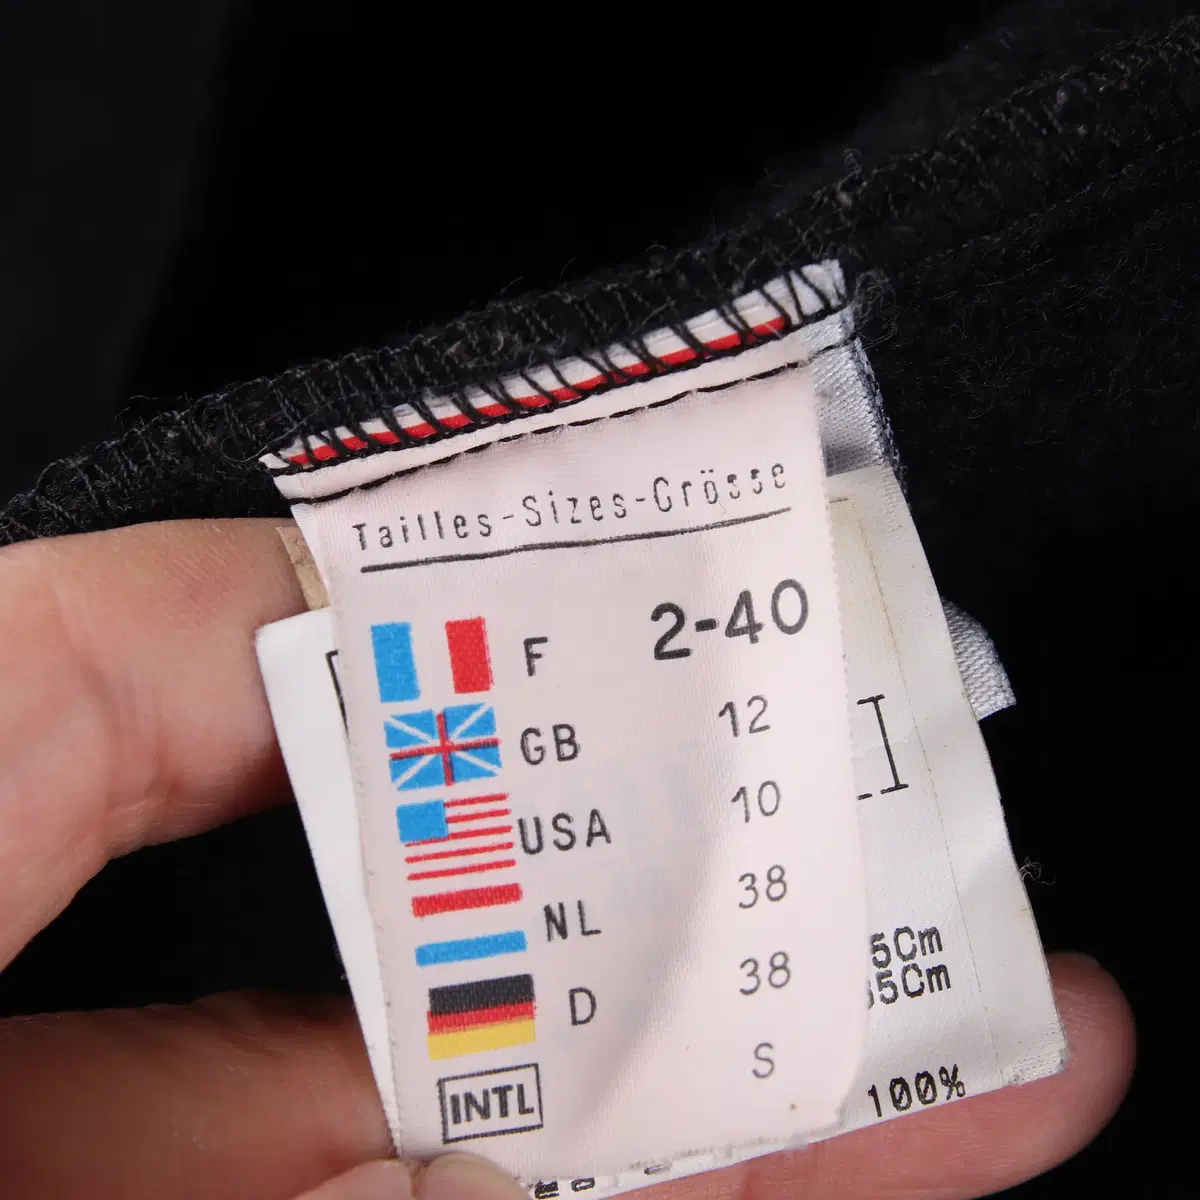 Tailles-Sizes-Grösse
F 2-40
GB 12
USA 10
NL 38
D 38
INTL S
5Cm
5Cm
100%